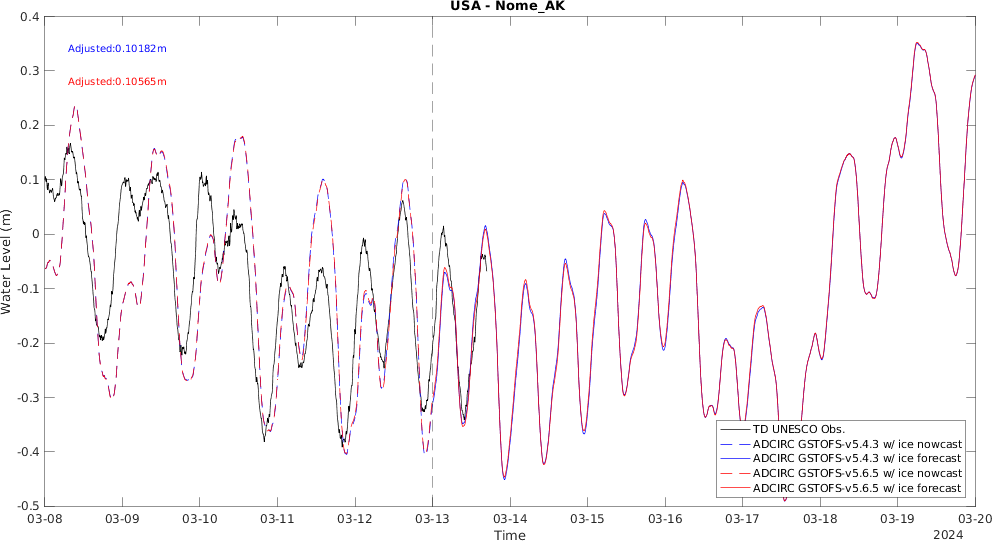 USA - Nome_AK
Adjusted:0.10182m
Adjusted:0.10565m
Water Level (m)
0.4
0.3
0.2
0.1
0
-0.1
-0.2
-0.3
-0.4
-0.5
TD UNESCO Obs.
ADCIRC GSTOFS-v5.4.3 w/ ice nowcast
ADCIRC GSTOFS-v5.4.3 w/ ice forecast
ADCIRC GSTOFS-v5.6.5 w/ ice nowcast
ADCIRC GSTOFS-v5.6.5 w/ ice forecast
03-08 03-09 03-10 03-11 03-12 03-13 03-14 03-15 03-16 03-17 03-18 03-19 03-20
Time
2024